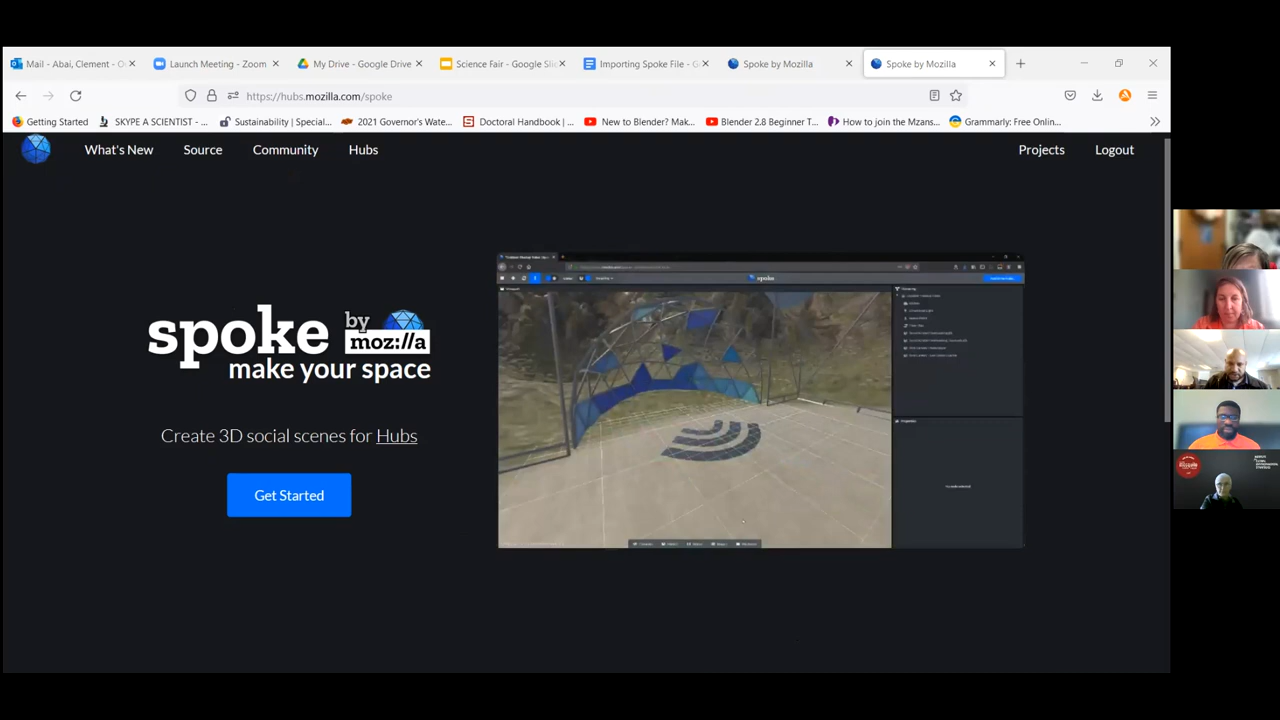 Mail - Abai, Clement - O
Launch Meeting - Zoom
My Drive - Google Drive
Science Fair - Google Slid
Importing Spoke File - G
Spoke by Mozilla
Spoke by Mozilla
https://hubs.mozilla.com/spoke
Getting Started
SKYPE A SCIENTIST - ...
Sustainability | Special...
2021 Governor's Wate...
Doctoral Handbook | ...
New to Blender? Mak...
Blender 2.8 Beginner T...
How to join the Mzans...
Grammarly: Free Onlin...
What's New
Source
Community
Hubs
Projects
Logout
spoke by moz://a
make your space
Create 3D social scenes for Hubs
Get Started
spoke